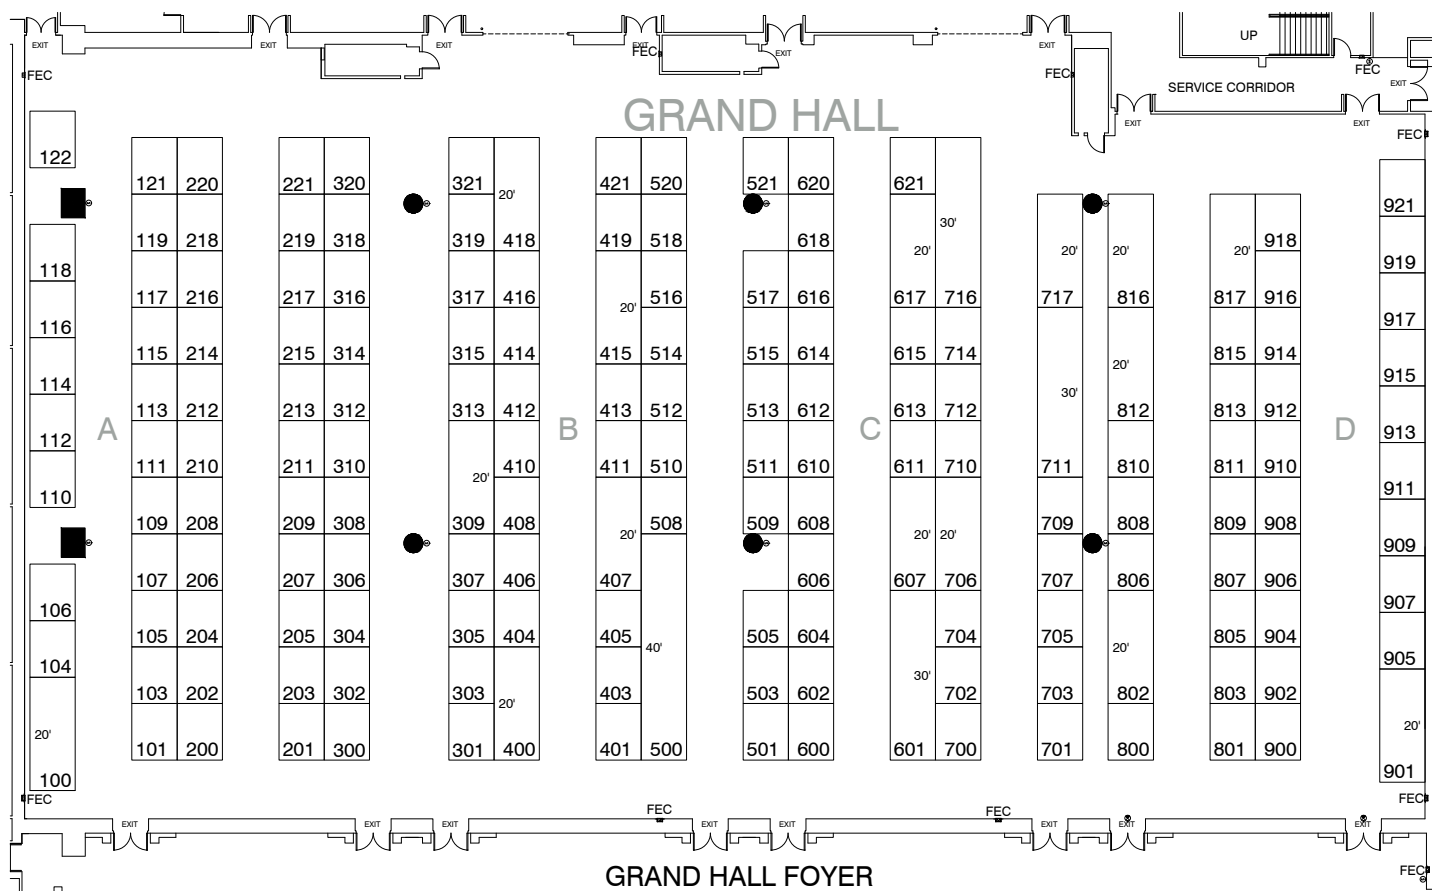 EXIT EXIT EXIT EXIT EXIT EXIT
UP
FEC FEC FEC FEC
SERVICE CORRIDOR EXIT
GRAND HALL
EXIT EXIT
FEC
122
121 220 221 320 321 20' 421 520 521 620 621
30'
921
119 218 219 318 319 418 419 518 618 918
20' 20' 20' 20'
919
117 216 217 316 317 416 516 517 616 617 716 717 816 817 916
118
20'
917
116
115 214 215 314 315 414 415 514 515 614 615 714 815 914
20'
915
114
30'
113 212 213 312 313 412 413 512 513 612 613 712 812 813 912
A B C D
913
112
111 210 211 310 410 411 510 511 610 611 710 711 810 811 910
20'
911
110
109 208 209 308 309 408 508 509 608 709 808 809 908
20' 20' 20'
909
107 206 207 306 307 406 407 606 607 706 707 806 807 906
907
106
105 204 205 304 305 404 405 505 604 704 705 805 904
40' 20'
905
104
30'
103 202 203 302 303 403 503 602 702 703 802 803 902
20'
20'
20'
101 200 201 300 301 400 401 500 501 600 601 700 701 800 801 900
901
100
FEC FEC
FEC FEC
EXIT EXIT EXIT EXIT EXIT EXIT EXIT EXIT
GRAND HALL FOYER
FEC